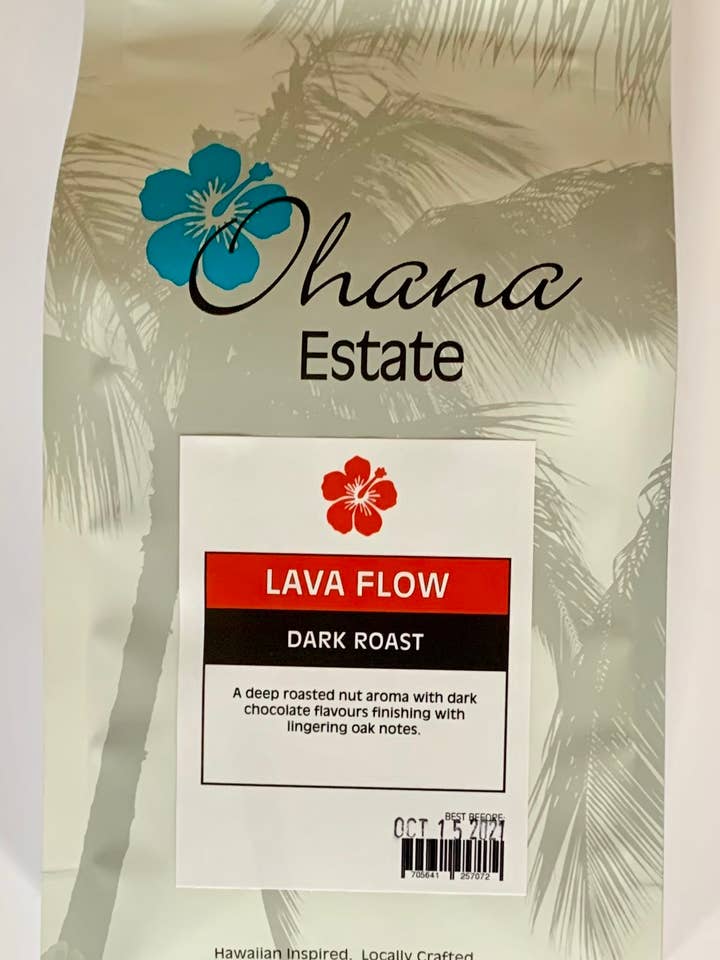 Ohana
Estate
LAVA FLOW
DARK ROAST
A deep roasted nut aroma with dark
chocolate flavours finishing with
lingering oak notes.
BEST BEFORE:
OCT 15 2021
705641 257072
Hawaiian Inspired. Locally Crafted